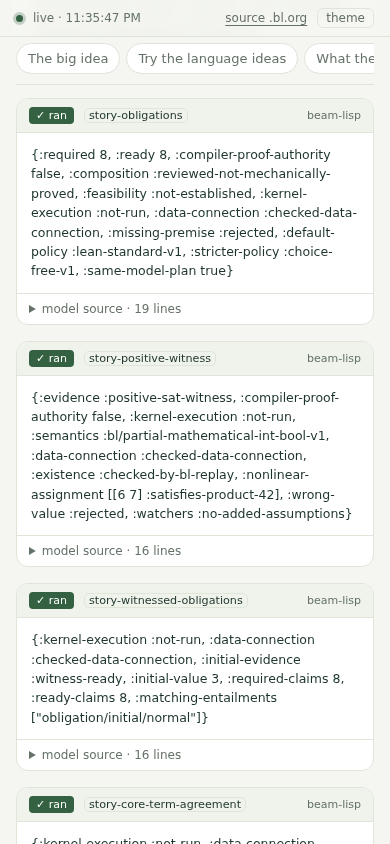 live · 11:35:47 PM
source .bl.org
theme
The big idea
Try the language ideas
What the
✓ ran
story-obligations
beam-lisp
{:required 8, :ready 8, :compiler-proof-authority
false, :composition :reviewed-not-mechanically-
proved, :feasibility :not-established, :kernel-
execution :not-run, :data-connection :checked-data-
connection, :missing-premise :rejected, :default-
policy :lean-standard-v1, :stricter-policy :choice-
free-v1, :same-model-plan true}
▶ model source · 19 lines
✓ ran
story-positive-witness
beam-lisp
{:evidence :positive-sat-witness, :compiler-proof-
authority false, :kernel-execution :not-run,
:semantics :bl/partial-mathematical-int-bool-v1,
:data-connection :checked-data-connection,
:existence :checked-by-bl-replay, :nonlinear-
assignment [[6 7] :satisfies-product-42], :wrong-
value :rejected, :watchers :no-added-assumptions}
▶ model source · 16 lines
✓ ran
story-witnessed-obligations
beam-lisp
{:kernel-execution :not-run, :data-connection
:checked-data-connection, :initial-evidence
:witness-ready, :initial-value 3, :required-claims 8,
:ready-claims 8, :matching-entailments
["obligation/initial/normal"]}
▶ model source · 16 lines
✓ ran
story-core-term-agreement
beam-lisp
{:kernel-execution :not-run, :data-connection